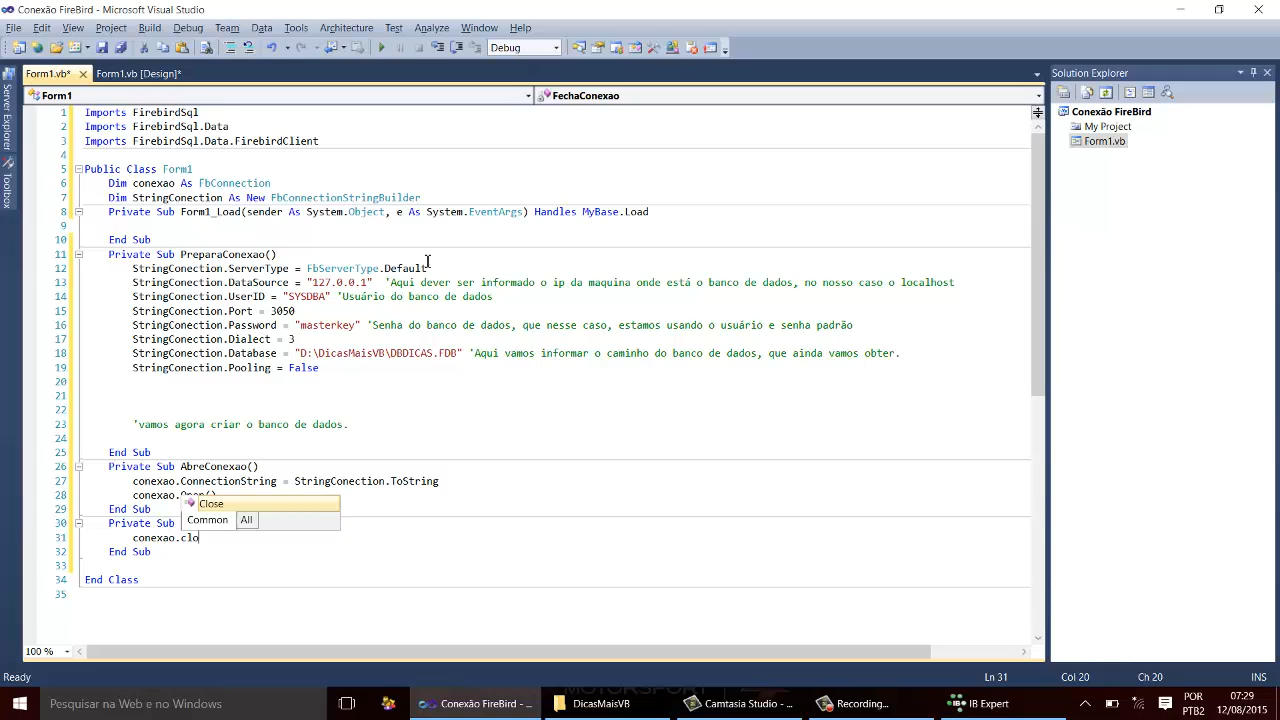 Conexão FireBird - Microsoft Visual Studio
File Edit View Project Build Debug Team Data Tools Architecture Test Analyze Window Help
Debug
Form1.vb* Form1.vb [Design]*
Form1 FechaConexao
Server Explorer
Toolbox
1 Imports FirebirdSql
2 Imports FirebirdSql.Data
3 Imports FirebirdSql.Data.FirebirdClient
4
5 Public Class Form1
6 Dim conexao As FbConnection
7 Dim StringConection As New FbConnectionStringBuilder
8 Private Sub Form1_Load(sender As System.Object, e As System.EventArgs) Handles MyBase.Load
9
10 End Sub
11 Private Sub PreparaConexao()
12 StringConection.ServerType = FbServerType.Default
13 StringConection.DataSource = "127.0.0.1" 'Aqui dever ser informado o ip da maquina onde está o banco de dados, no nosso caso o localhost
14 StringConection.UserID = "SYSDBA" 'Usuário do banco de dados
15 StringConection.Port = 3050
16 StringConection.Password = "masterkey" 'Senha do banco de dados, que nesse caso, estamos usando o usuário e senha padrão
17 StringConection.Dialect = 3
18 StringConection.Database = "D:\DicasMaisVB\DBDICAS.FDB" 'Aqui vamos informar o caminho do banco de dados, que ainda vamos obter.
19 StringConection.Pooling = False
20
21
22
23 'vamos agora criar o banco de dados.
24
25 End Sub
26 Private Sub AbreConexao()
27 conexao.ConnectionString = StringConection.ToString
28 conexao.Open()
29 End Sub
Close
Common All
30 Private Sub
31 conexao.clo
32 End Sub
33
34 End Class
35
100 %
Solution Explorer
Conexão FireBird
My Project
Form1.vb
Ready Ln 31 Col 20 Ch 20 INS
Pesquisar na Web e no Windows
Conexão FireBird - ...
DicasMaisVB
MOTORSPORT
Camtasia Studio - ...
Recording...
IB Expert
POR
PTB2
07:29
12/08/2015